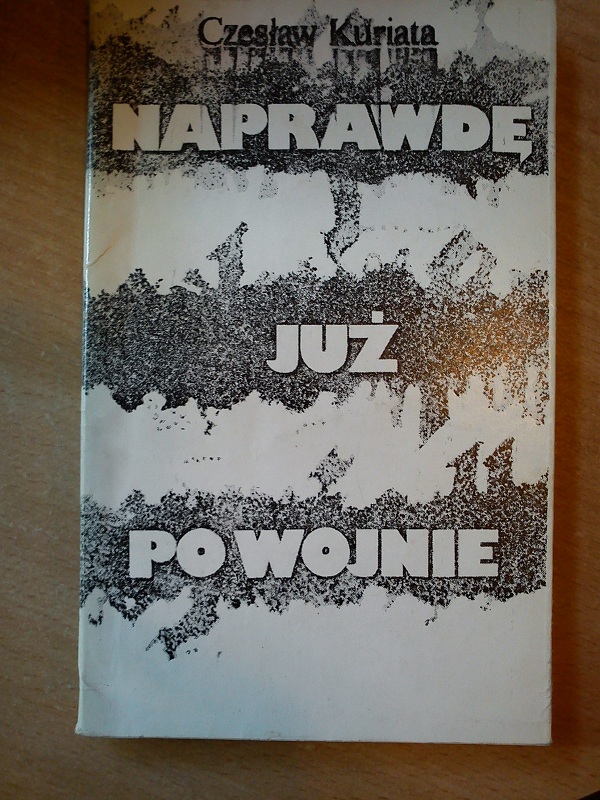 Czesław Kuriata
NAPRAWDĘ
JUŻ
PO WOJNIE